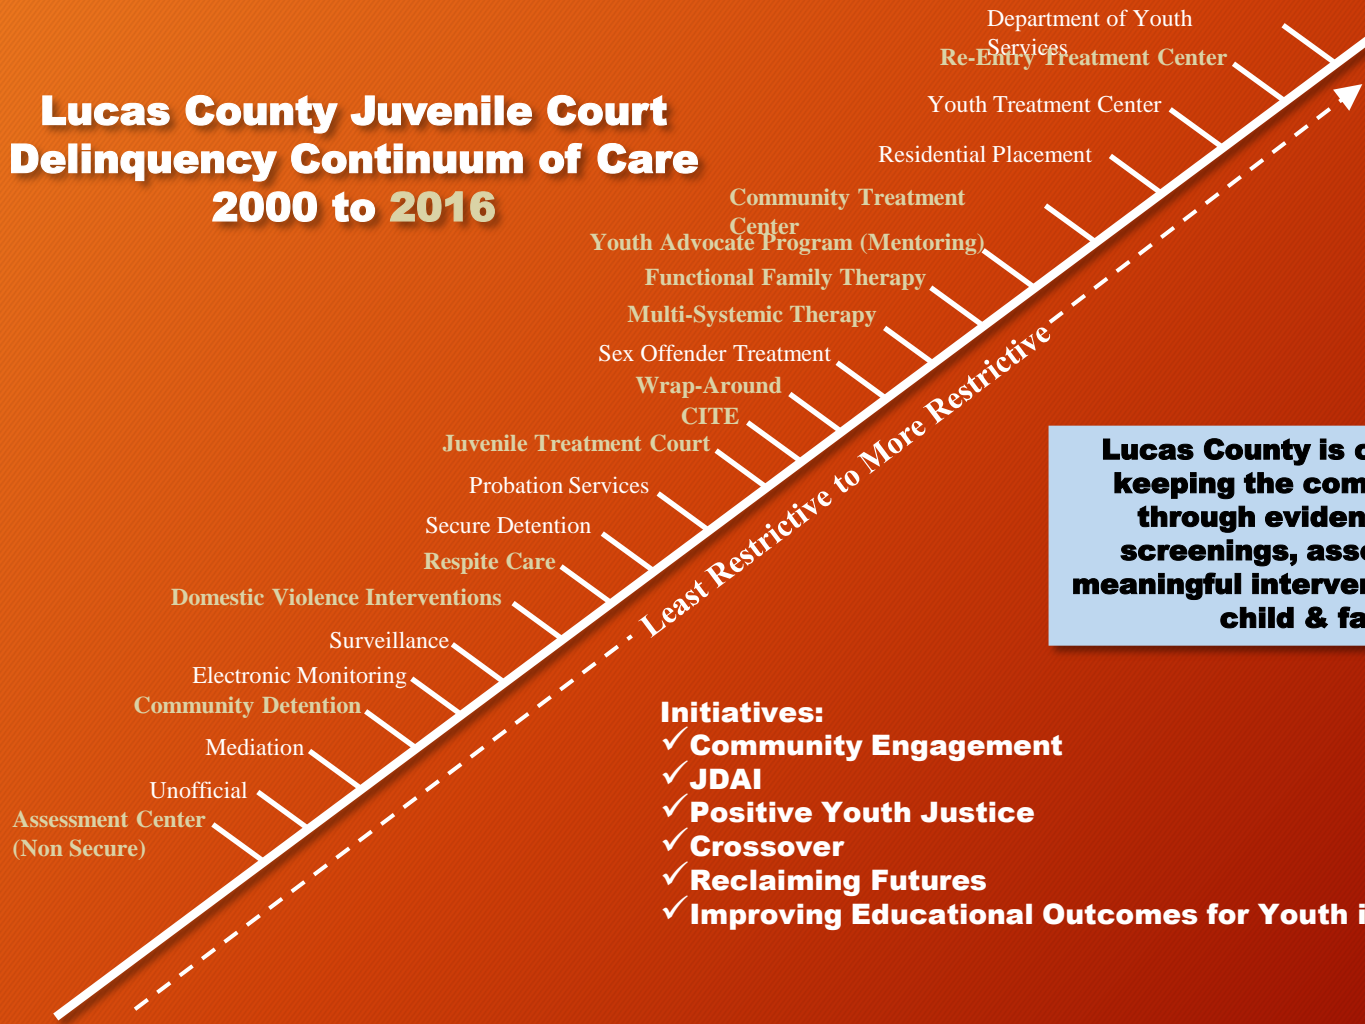 Department of Youth
Services
Re-Entry Treatment Center
Youth Treatment Center
Residential Placement
Lucas County Juvenile Court
Delinquency Continuum of Care
2000 to 2016
Community Treatment
Center
Youth Advocate Program (Mentoring)
Functional Family Therapy
Multi-Systemic Therapy
Sex Offender Treatment
Wrap-Around
CITE
Juvenile Treatment Court
Probation Services
Secure Detention
Respite Care
Domestic Violence Interventions
Surveillance
Electronic Monitoring
Community Detention
Mediation
Unofficial
Assessment Center
(Non Secure)
Least Restrictive to More Restrictive
Lucas County is
keeping the com
through eviden
screenings, asse
meaningful interven
child & fa
Initiatives:
✓Community Engagement
✓JDAI
✓Positive Youth Justice
✓Crossover
✓Reclaiming Futures
✓Improving Educational Outcomes for Youth i